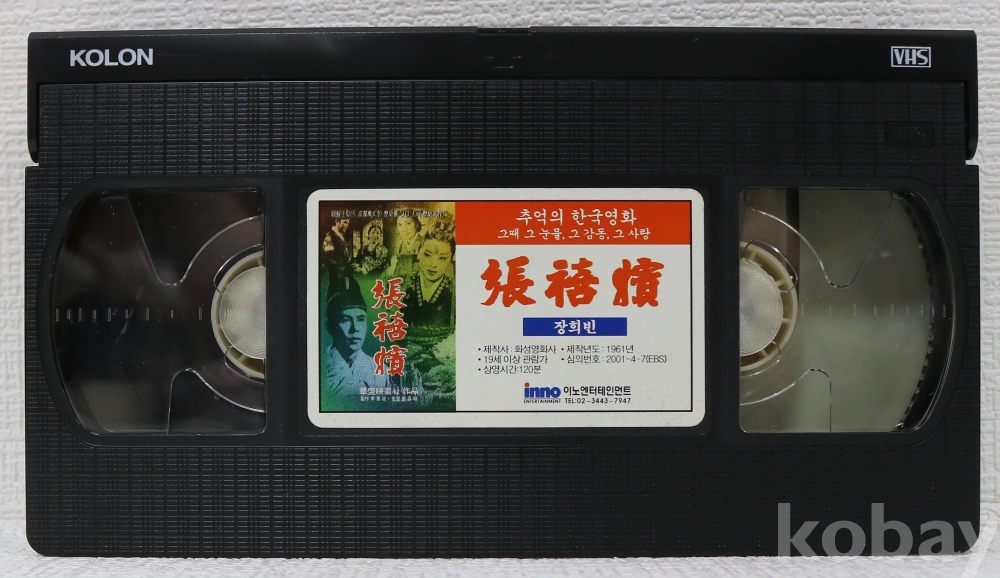 KOLON
VHS
추억의 한국영화
그때 그 눈물, 그 감동, 그 사랑
張禧嬪
張禧嬪
장희빈
• 제작사 : 화성영화사 • 제작년도 : 1961년
• 19세 미상 관람가 • 심의번호 : 2001-4-7(EBS)
• 상영시간:120분
inno 이노엔터테인먼트
ENTERTAINMENT TEL:02-3443-7947
kobay